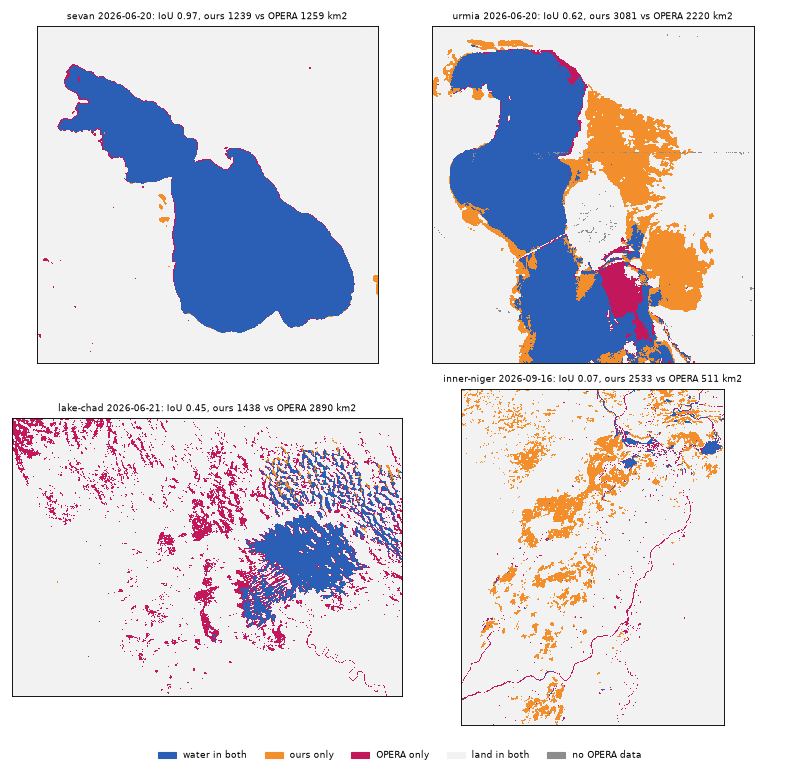 sevan 2026-06-20: IoU 0.97, ours 1239 vs OPERA 1259 km2
urmia 2026-06-20: IoU 0.62, ours 3081 vs OPERA 2220 km2
lake-chad 2026-06-21: IoU 0.45, ours 1438 vs OPERA 2890 km2
inner-niger 2026-09-16: IoU 0.07, ours 2533 vs OPERA 511 km2
water in both
ours only
OPERA only
land in both
no OPERA data